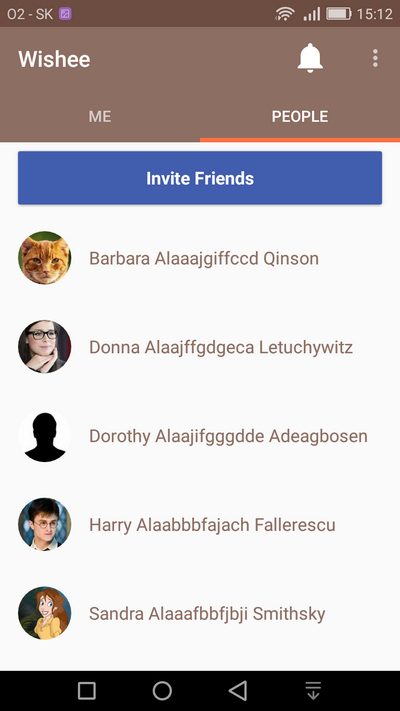 O2 - SK 15:12
Wishee
ME PEOPLE
Invite Friends
Barbara Alaaajgiffccd Qinson
Donna Alaajffgdgeca Letuchywitz
Dorothy Alaajifgggdde Adeagbosen
Harry Alaabbbfajach Fallerescu
Sandra Alaaafbbfjbji Smithsky